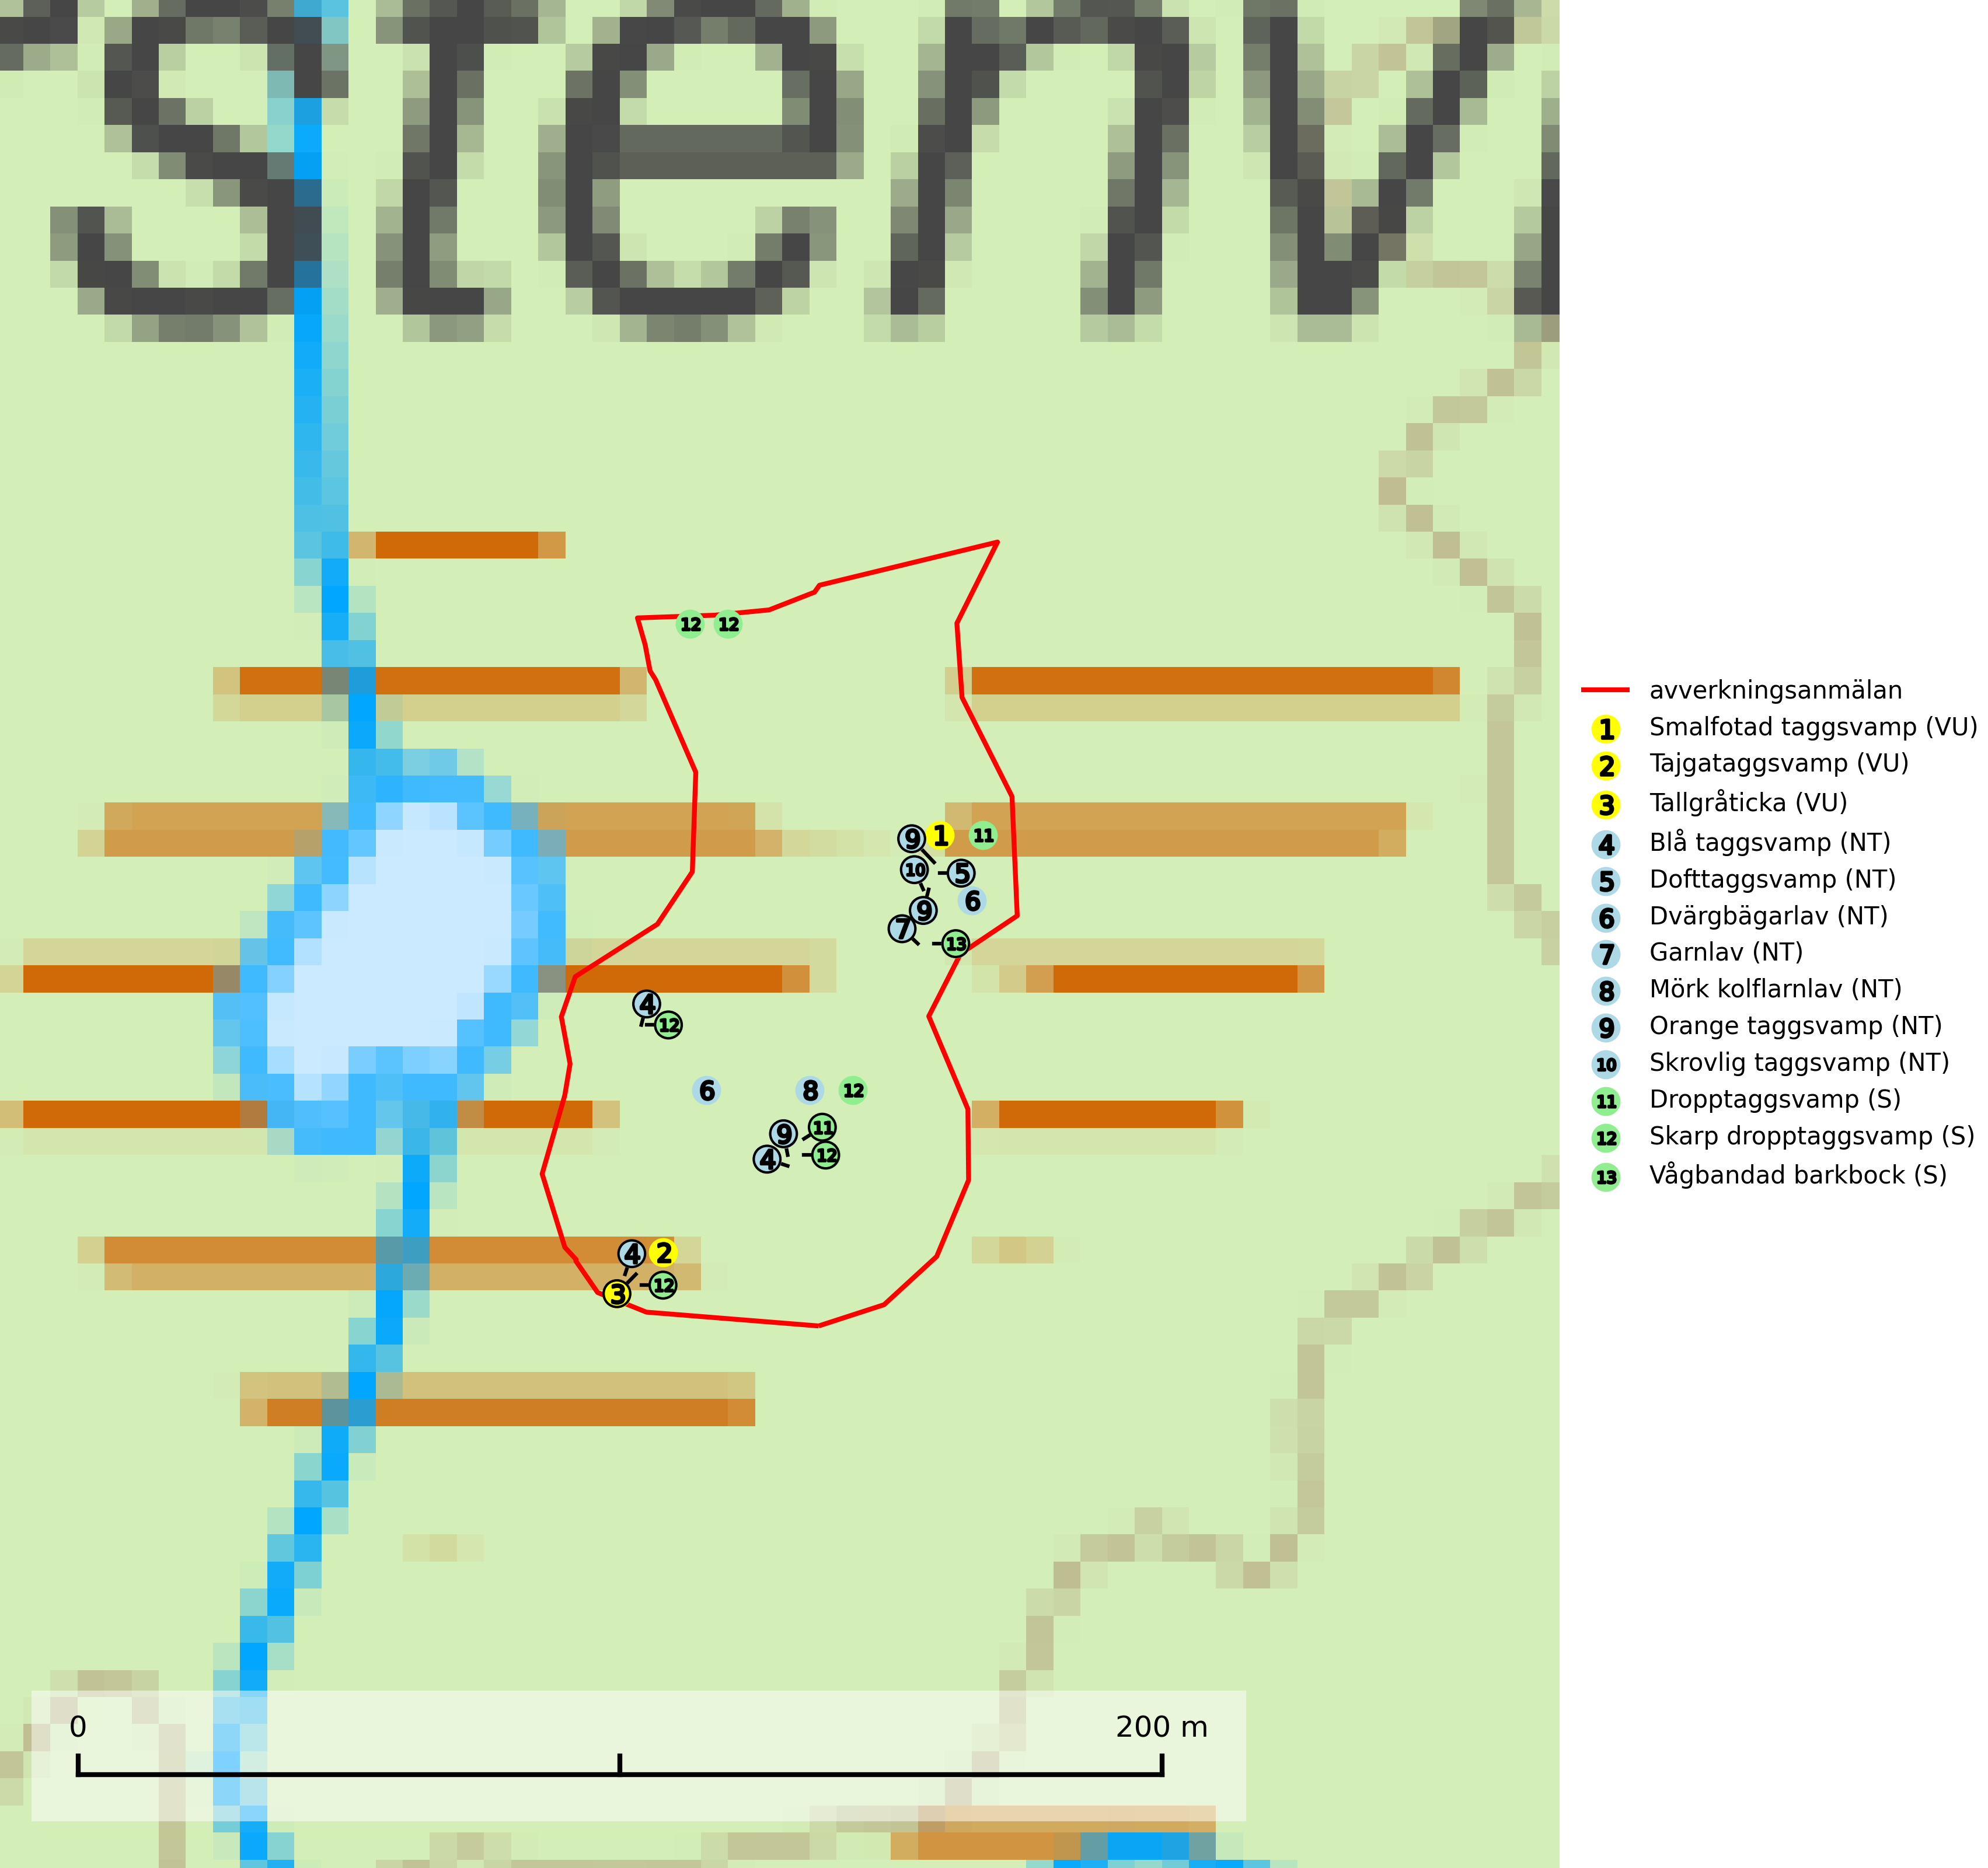 stenv
12 12
9 1 11
10 5
6
9
7 13
4
12
6 8 12
9 11
4 12
4 2
3 12
0 200 m
avverkningsanmälan
1 Smalfotad taggsvamp (VU)
2 Tajgataggsvamp (VU)
3 Tallgråticka (VU)
4 Blå taggsvamp (NT)
5 Dofttaggsvamp (NT)
6 Dvärgbägarlav (NT)
7 Garnlav (NT)
8 Mörk kolflarnlav (NT)
9 Orange taggsvamp (NT)
10 Skrovlig taggsvamp (NT)
11 Dropptaggsvamp (S)
12 Skarp dropptaggsvamp (S)
13 Vågbandad barkbock (S)